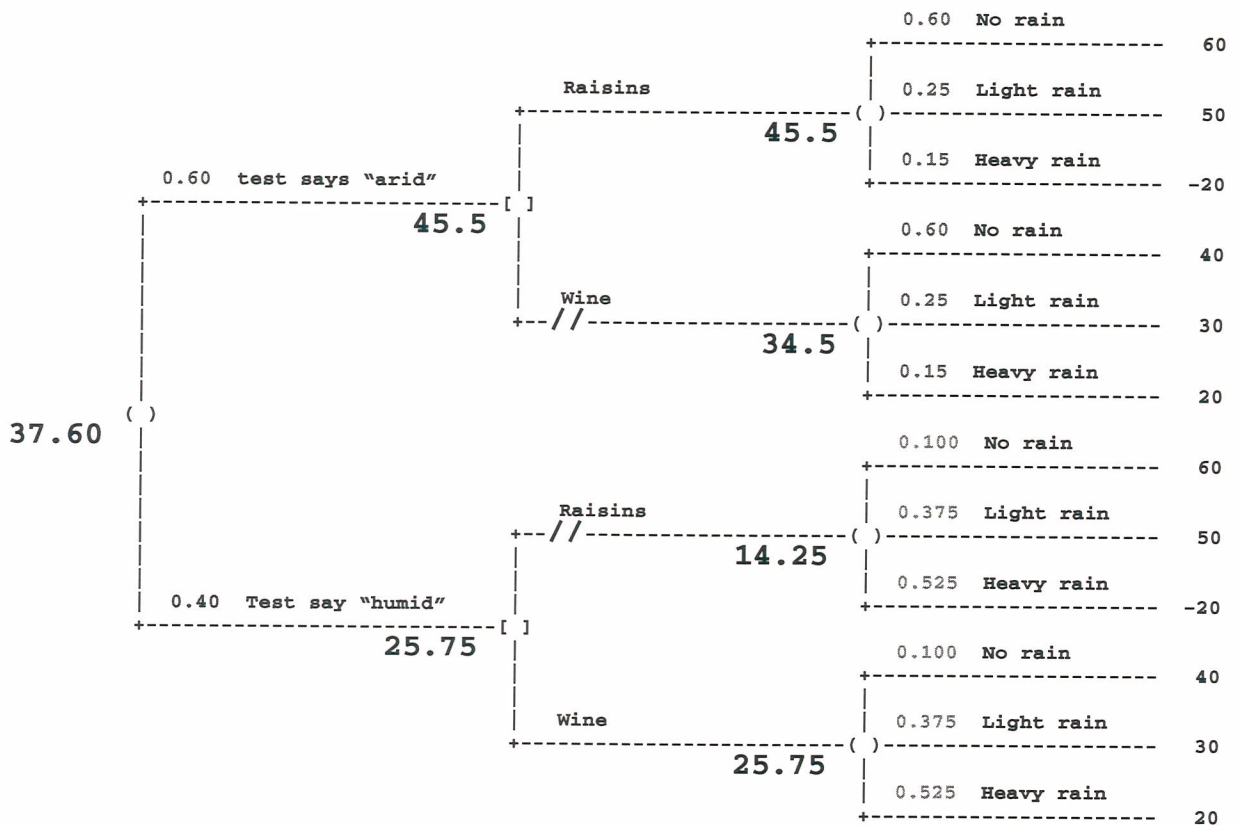 0.60 No rain
60
Raisins
0.25 Light rain
50
45.5
0.15 Heavy rain
-20
0.60 test says “arid”
45.5
0.60 No rain
40
Wine
0.25 Light rain
30
34.5
0.15 Heavy rain
20
37.60
0.100 No rain
60
Raisins
0.375 Light rain
50
14.25
0.525 Heavy rain
-20
0.40 Test say “humid”
25.75
0.100 No rain
40
Wine
0.375 Light rain
30
25.75
0.525 Heavy rain
20